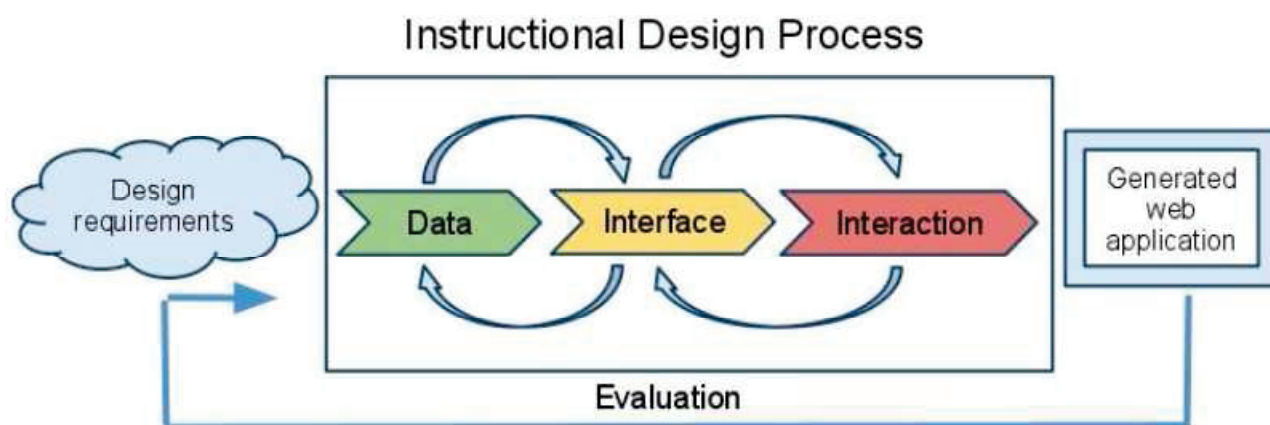 Instructional Design Process
Design
requirements
Data
Interface
Interaction
Generated
web
application
Evaluation